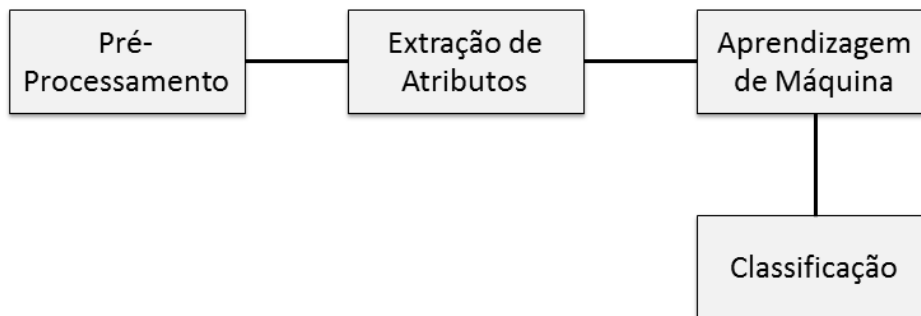 Pré-
Processamento
Extração de
Atributos
Aprendizagem
de Máquina
Classificação